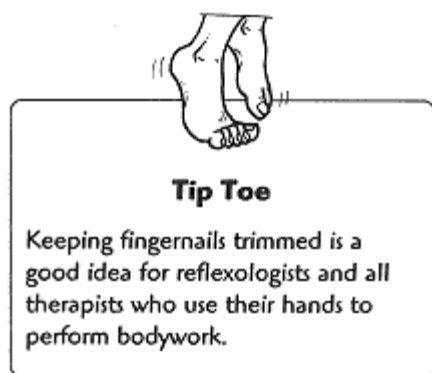 Tip Toe
Keeping fingernails trimmed is a
good idea for reflexologists and all
therapists who use their hands to
perform bodywork.